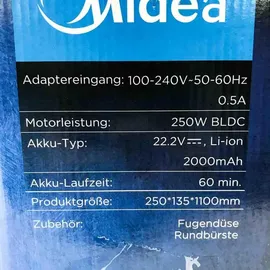 Midea
Adaptereingang: 100-240V~50-60Hz
0.5A
Motorleistung: 250W BLDC
Akku-Typ: 22.2V⎓, Li-ion
2000mAh
Akku-Laufzeit: 60 min.
Produktgröße: 250*135*1100mm
Zubehör: Fugendüse
Rundbürste